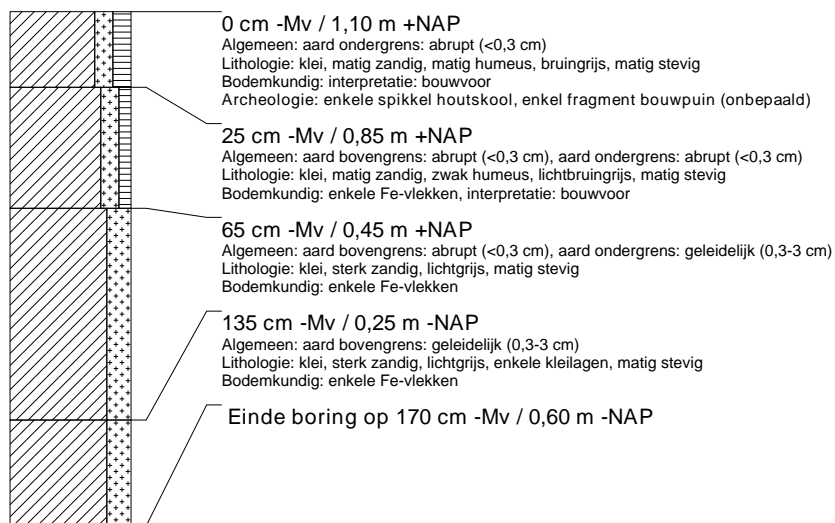 0 cm -Mv / 1,10 m +NAP
Algemeen: aard ondergrens: abrupt (<0,3 cm)
Lithologie: klei, matig zandig, matig humeus, bruingrijs, matig stevig
Bodemkundig: interpretatie: bouwvoor
Archeologie: enkele spikkel houtskool, enkel fragment bouwpuin (onbepaald)
25 cm -Mv / 0,85 m +NAP
Algemeen: aard bovengrens: abrupt (<0,3 cm), aard ondergrens: abrupt (<0,3 cm)
Lithologie: klei, matig zandig, zwak humeus, lichtbruingrijs, matig stevig
Bodemkundig: enkele Fe-vlekken, interpretatie: bouwvoor
65 cm -Mv / 0,45 m +NAP
Algemeen: aard bovengrens: abrupt (<0,3 cm), aard ondergrens: geleidelijk (0,3-3 cm)
Lithologie: klei, sterk zandig, lichtgrijs, matig stevig
Bodemkundig: enkele Fe-vlekken
135 cm -Mv / 0,25 m -NAP
Algemeen: aard bovengrens: geleidelijk (0,3-3 cm)
Lithologie: klei, sterk zandig, lichtgrijs, enkele kleilagen, matig stevig
Bodemkundig: enkele Fe-vlekken
Einde boring op 170 cm -Mv / 0,60 m -NAP